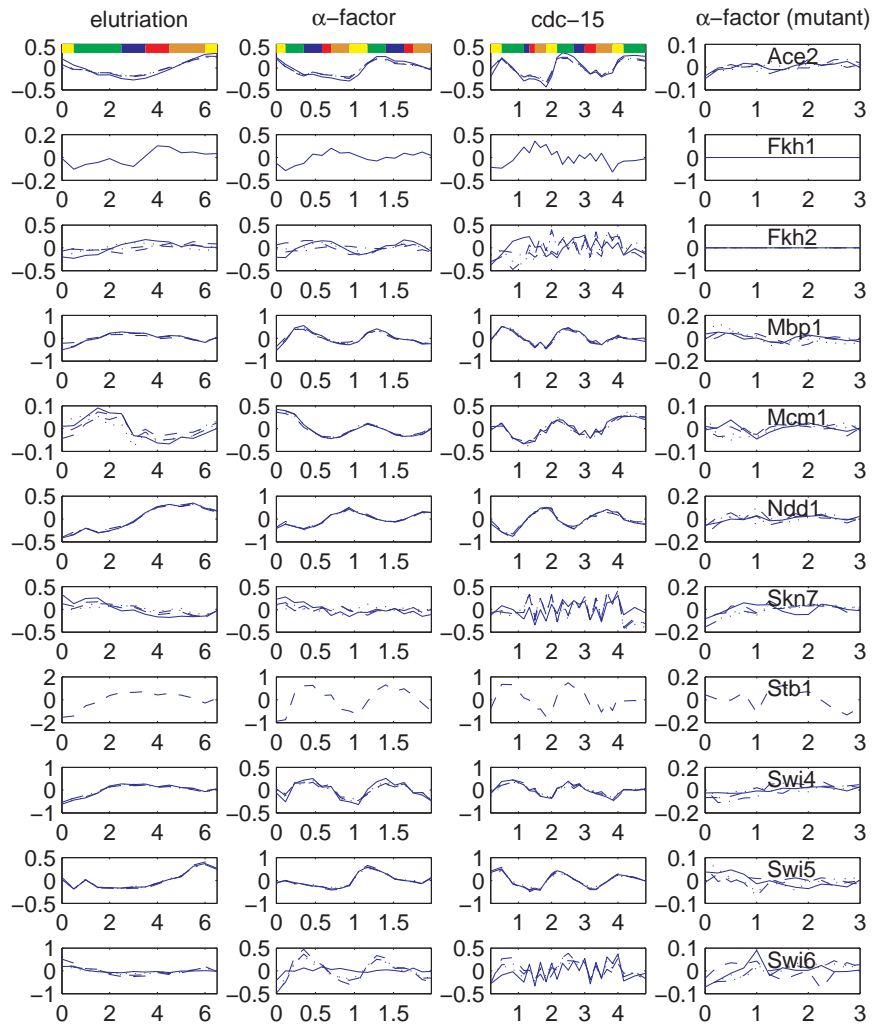 elutriation α−factor cdc−15 α−factor (mutant)
0.5 0 −0.5 0 2 4 6 0.5 0 −0.5 0 0.5 1 1.5 0.5 0 −0.5 1 2 3 4 0.1 0 −0.1 0 1 2 3 Ace2
0.2 0 −0.2 0 2 4 6 0.5 0 −0.5 0 0.5 1 1.5 0.5 0 −0.5 1 2 3 4 1 0 −1 0 1 2 3 Fkh1
0.5 0 −0.5 0 2 4 6 0.5 0 −0.5 0 0.5 1 1.5 0.5 0 −0.5 1 2 3 4 1 0 −1 0 1 2 3 Fkh2
1 0 −1 0 2 4 6 1 0 −1 0 0.5 1 1.5 1 0 −1 1 2 3 4 0.2 0 −0.2 0 1 2 3 Mbp1
0.1 0 −0.1 0 2 4 6 0.5 0 −0.5 0 0.5 1 1.5 0.5 0 −0.5 1 2 3 4 0.1 0 −0.1 0 1 2 3 Mcm1
0.5 0 −0.5 0 2 4 6 1 0 −1 0 0.5 1 1.5 1 0 −1 1 2 3 4 0.2 0 −0.2 0 1 2 3 Ndd1
0.5 0 −0.5 0 2 4 6 0.5 0 −0.5 0 0.5 1 1.5 0.5 0 −0.5 1 2 3 4 0.2 0 −0.2 0 1 2 3 Skn7
2 0 −2 0 2 4 6 1 0 −1 0 0.5 1 1.5 1 0 −1 1 2 3 4 0.5 0 −0.5 0 1 2 3 Stb1
1 0 −1 0 2 4 6 0.5 0 −0.5 0 0.5 1 1.5 1 0 −1 1 2 3 4 0.2 0 −0.2 0 1 2 3 Swi4
0.5 0 −0.5 0 2 4 6 1 0 −1 0 0.5 1 1.5 1 0 −1 1 2 3 4 0.1 0 −0.1 0 1 2 3 Swi5
1 0 −1 0 2 4 6 0.5 0 −0.5 0 0.5 1 1.5 0.5 0 −0.5 1 2 3 4 0.1 0 −0.1 0 1 2 3 Swi6